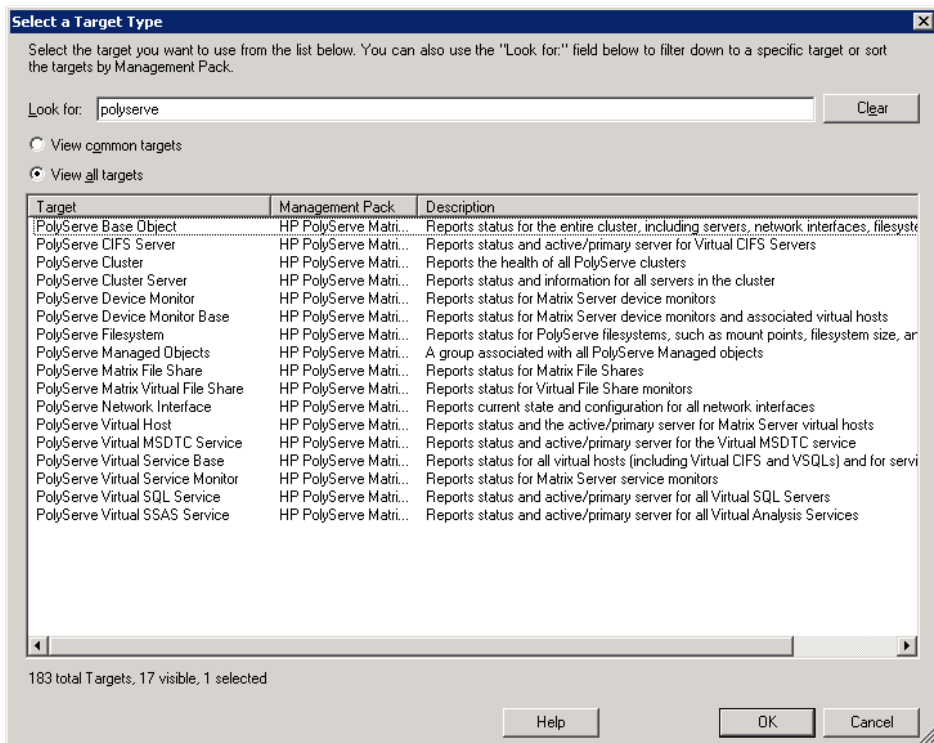 Select a Target Type
Select the target you want to use from the list below. You can also use the "Look for:" field below to filter down to a specific target or sort
the targets by Management Pack.
Look for: polyserve Clear
View common targets
View all targets
Target Management Pack Description
PolyServe Base Object HP PolyServe Matri... Reports status for the entire cluster, including servers, network interfaces, filesyste
PolyServe CIFS Server HP PolyServe Matri... Reports status and active/primary server for Virtual CIFS Servers
PolyServe Cluster HP PolyServe Matri... Reports the health of all PolyServe clusters
PolyServe Cluster Server HP PolyServe Matri... Reports status and information for all servers in the cluster
PolyServe Device Monitor HP PolyServe Matri... Reports status for Matrix Server device monitors
PolyServe Device Monitor Base HP PolyServe Matri... Reports status for Matrix Server device monitors and associated virtual hosts
PolyServe Filesystem HP PolyServe Matri... Reports status for PolyServe filesystems, such as mount points, filesystem size, an
PolyServe Managed Objects HP PolyServe Matri... A group associated with all PolyServe Managed objects
PolyServe Matrix File Share HP PolyServe Matri... Reports status for Matrix File Shares
PolyServe Matrix Virtual File Share HP PolyServe Matri... Reports status for Virtual File Share monitors
PolyServe Network Interface HP PolyServe Matri... Reports current state and configuration for all network interfaces
PolyServe Virtual Host HP PolyServe Matri... Reports status and the active/primary server for Matrix Server virtual hosts
PolyServe Virtual MSDTC Service HP PolyServe Matri... Reports status and active/primary server for the Virtual MSDTC service
PolyServe Virtual Service Base HP PolyServe Matri... Reports status for all virtual hosts (including Virtual CIFS and VSQLs) and for servi
PolyServe Virtual Service Monitor HP PolyServe Matri... Reports status for Matrix Server service monitors
PolyServe Virtual SQL Service HP PolyServe Matri... Reports status and active/primary server for all Virtual SQL Servers
PolyServe Virtual SSAS Service HP PolyServe Matri... Reports status and active/primary server for all Virtual Analysis Services
183 total Targets, 17 visible, 1 selected
Help OK Cancel